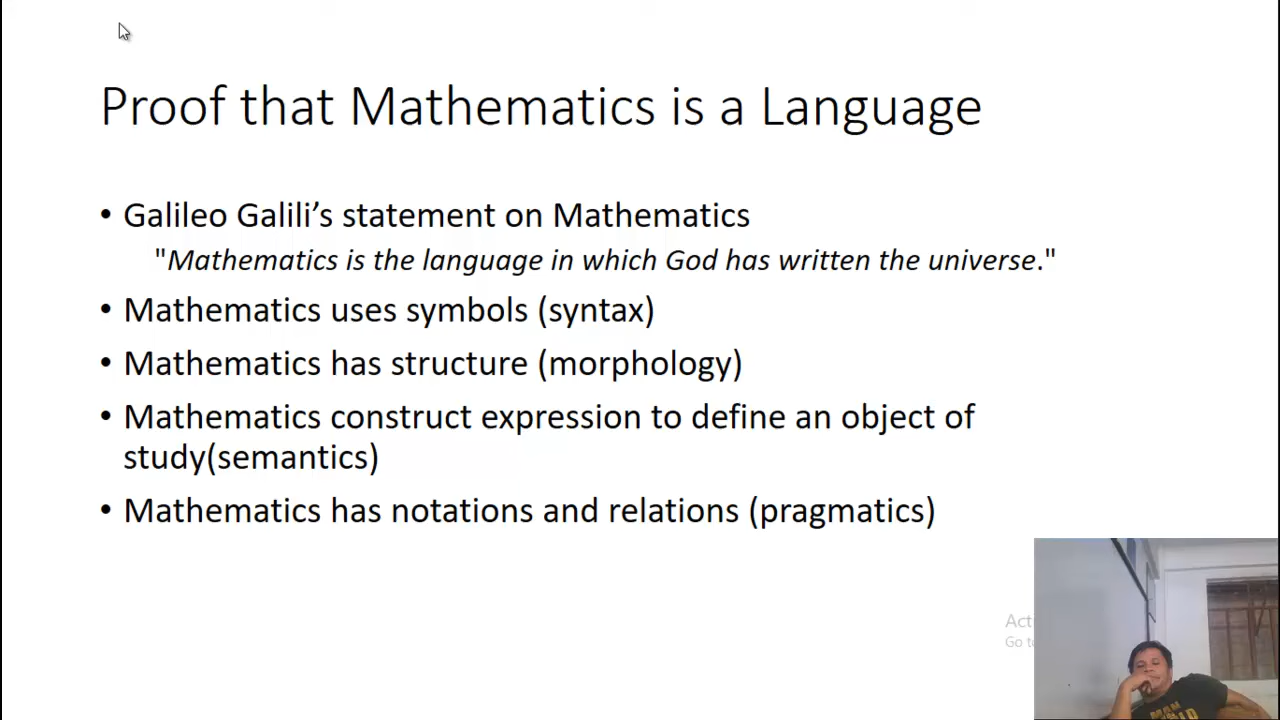 Proof that Mathematics is a Language
• Galileo Galili’s statement on Mathematics
"Mathematics is the language in which God has written the universe."
• Mathematics uses symbols (syntax)
• Mathematics has structure (morphology)
• Mathematics construct expression to define an object of
study(semantics)
• Mathematics has notations and relations (pragmatics)
Act
Go to
MAN